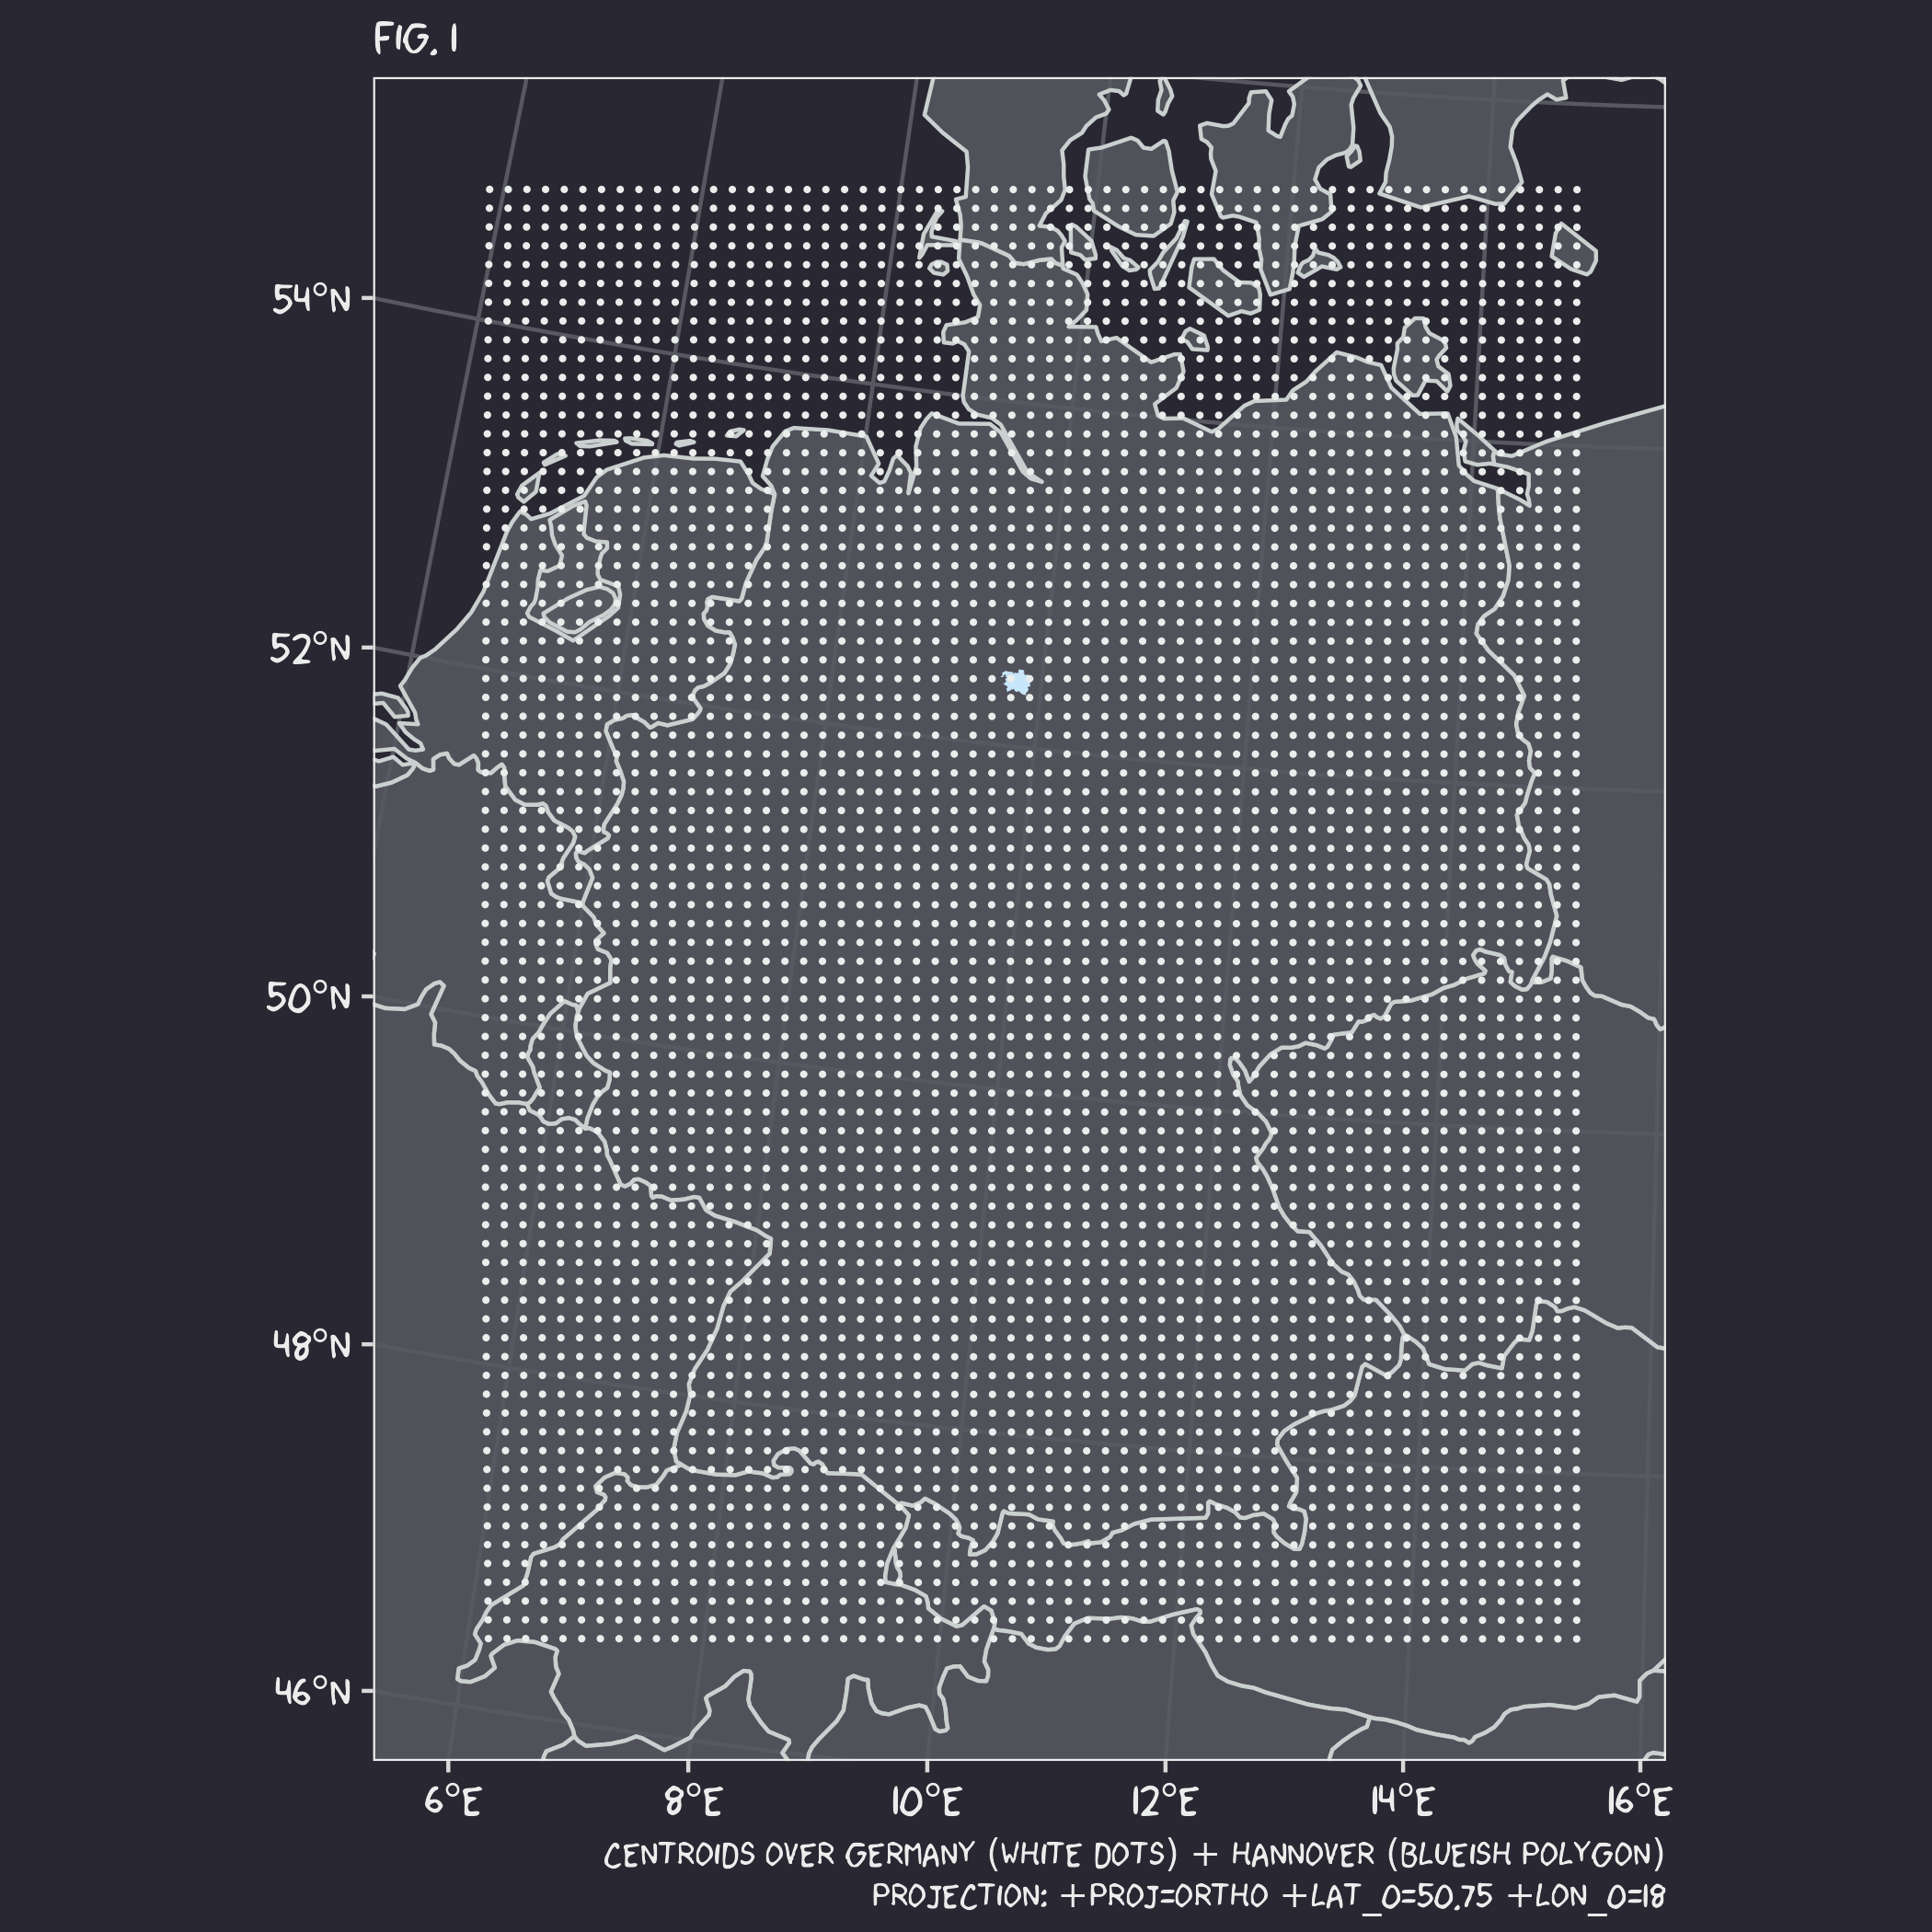 FIG. 1
54°N
52°N
50°N
48°N
46°N
6°E 8°E 10°E 12°E 14°E 16°E
CENTROIDS OVER GERMANY (WHITE DOTS) + HANNOVER (BLUEISH POLYGON)
PROJECTION: +PROJ=ORTHO +LAT_0=50.75 +LON_0=18